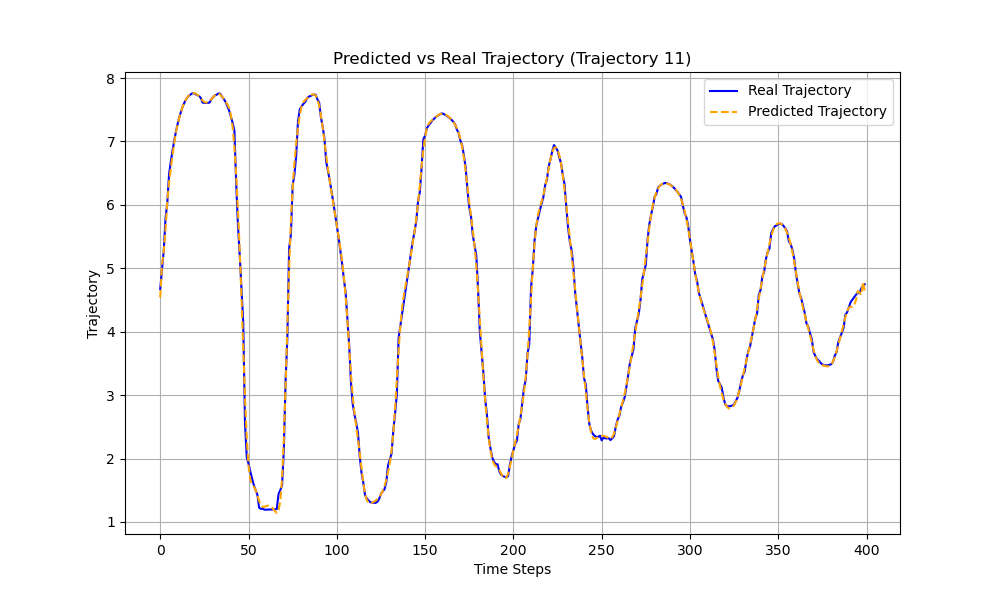 Predicted vs Real Trajectory (Trajectory 11)
Real Trajectory
Predicted Trajectory
Trajectory
8
7
6
5
4
3
2
1
0 50 100 150 200 250 300 350 400
Time Steps